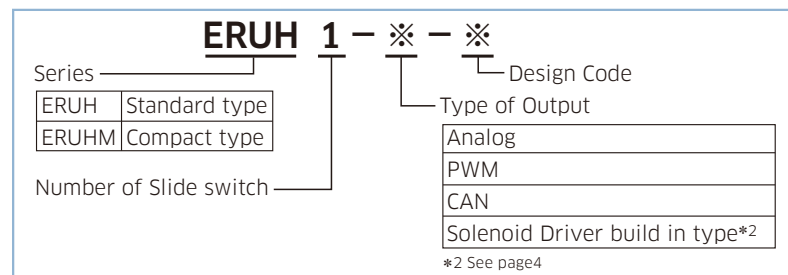 ERUH 1 － ※ － ※
Series
ERUH Standard type
ERUHM Compact type
Number of Slide switch
Design Code
Type of Output
Analog
PWM
CAN
Solenoid Driver build in type*2
*2 See page4